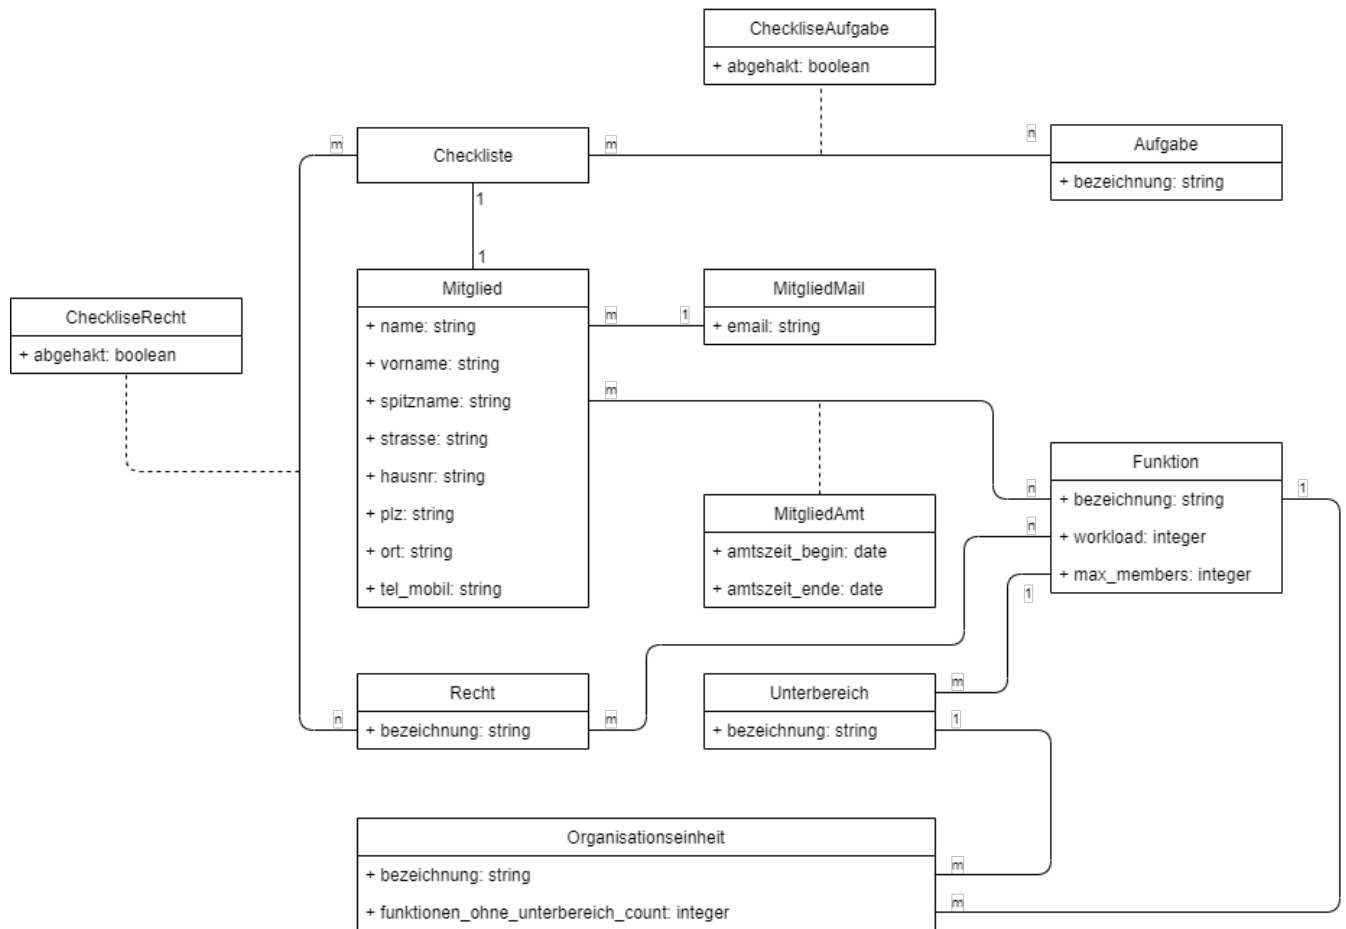 CheckliseAufgabe
+ abgehakt: boolean
m
Checkliste
m
n
Aufgabe
+ bezeichnung: string
1
1
CheckliseRecht
+ abgehakt: boolean
Mitglied
+ name: string
+ vorname: string
+ spitzname: string
+ strasse: string
+ hausnr: string
+ plz: string
+ ort: string
+ tel_mobil: string
m
1
MitgliedMail
+ email: string
m
n
MitgliedAmt
+ amtszeit_begin: date
+ amtszeit_ende: date
Funktion
+ bezeichnung: string
+ workload: integer
+ max_members: integer
1
n
1
n
Recht
+ bezeichnung: string
m
Unterbereich
+ bezeichnung: string
m
1
Organisationseinheit
+ bezeichnung: string
+ funktionen_ohne_unterbereich_count: integer
m
m